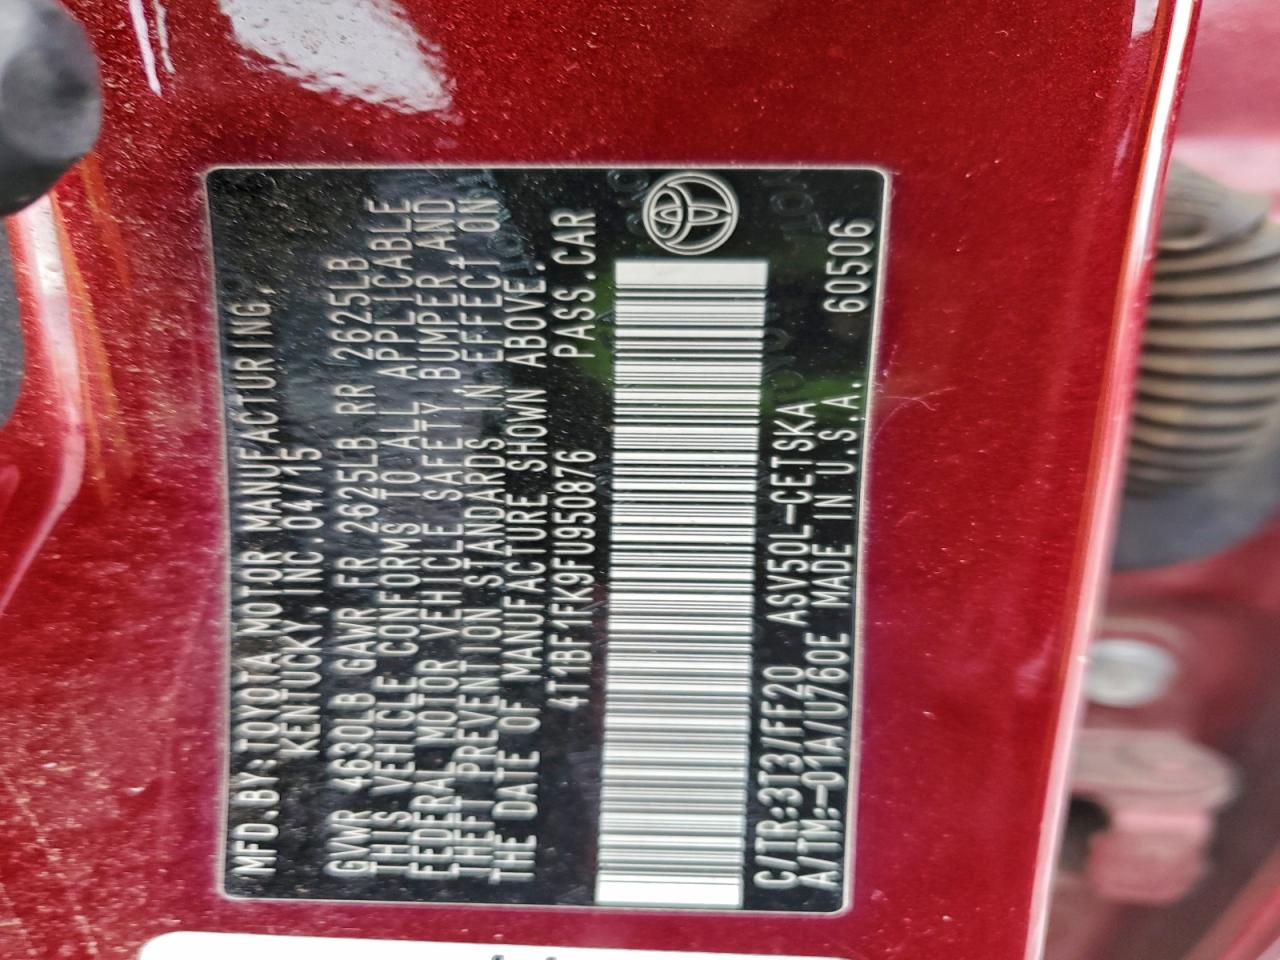 MFD.BY:TOYOTA MOTOR MANUFACTURING,
KENTUCKY,INC.04/15
GVWR 4630LB GAWR FR 2625LB RR 2625LB
THIS VEHICLE CONFORMS TO ALL APPLICABLE
FEDERAL MOTOR VEHICLE SAFETY, BUMPER, AND
THEFT PREVENTION STANDARDS IN EFFECT ON
THE DATE OF MANUFACTURE SHOWN ABOVE.
4T1BF1FK9FU950876 PASS.CAR
C/TR:3T3/FF20 ASV50L-CETSKA
A/TM:-01A/U760E MADE IN U.S.A. 60506